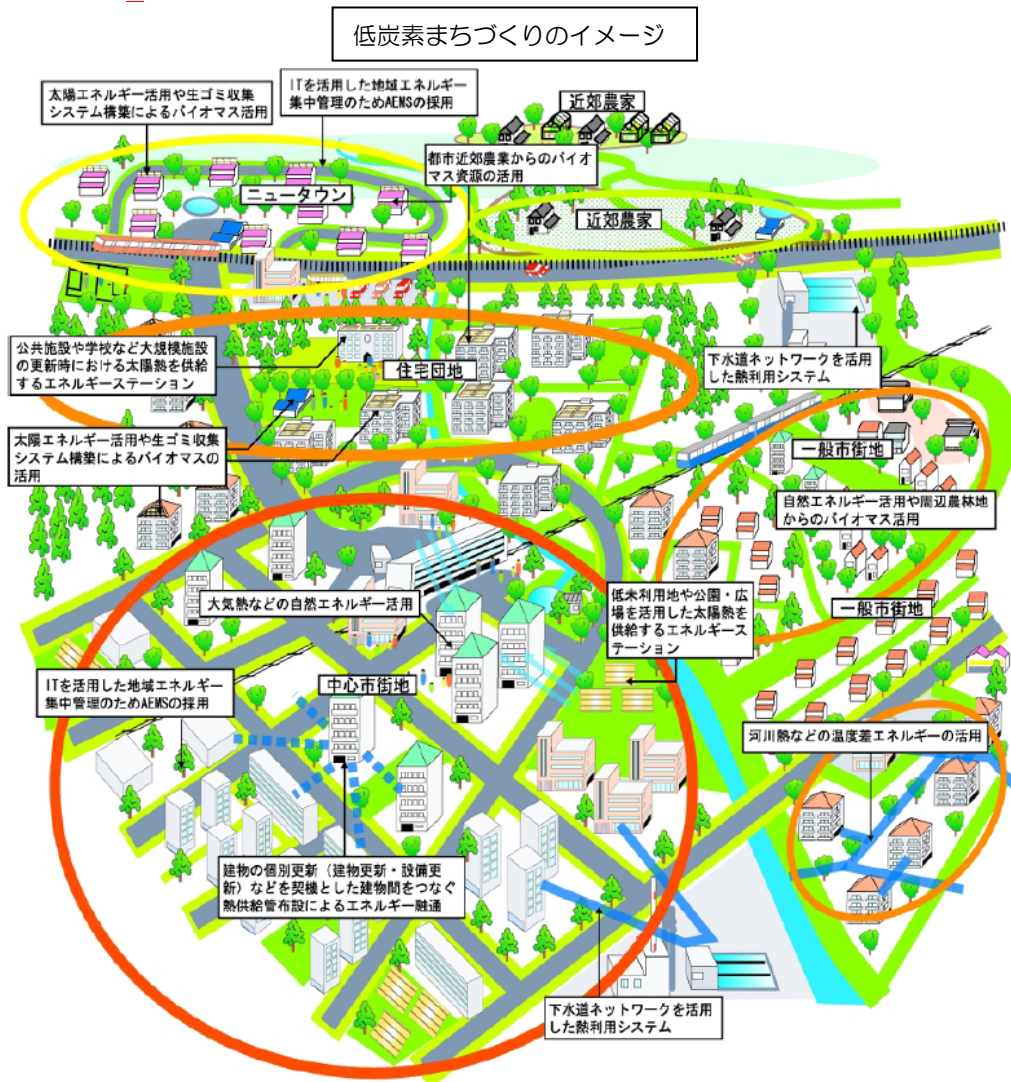 低炭素まちづくりのイメージ
太陽エネルギー活用や生ゴミ収集
システム構築によるバイオマス活用
ITを活用した地域エネルギー
集中管理のためAEMSの採用
近郊農家
都市近郊農業からのバイオ
マス資源の活用
ニュータウン
近郊農家
公共施設や学校など大規模施設
の更新時における太陽熱を供給
するエネルギーステーション
住宅団地
下水道ネットワークを活用
した熱利用システム
太陽エネルギー活用や生ゴミ収集
システム構築によるバイオマスの
活用
一般市街地
自然エネルギー活用や周辺農林地
からのバイオマス活用
大気熱などの自然エネルギー活用
低未利用地や公園・広
場を活用した太陽熱を
供給するエネルギース
テーション
一般市街地
ITを活用した地域エネルギー
集中管理のためAEMSの採用
中心市街地
河川熱などの温度差エネルギーの活用
建物の個別更新（建物更新・設備更
新）などを契機とした建物間をつなぐ
熱供給管布設によるエネルギー融通
下水道ネットワークを活用
した熱利用システム